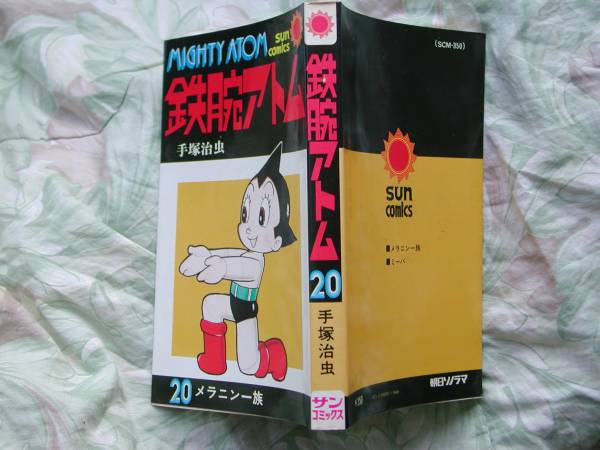 MIGHTY ATOM
sun
comics
鉄腕アトム
手塚治虫
20 メラニン一族
鉄腕アトム
20
手塚治虫
サン
コミックス
(SCM-350)
sun
comics
■メラニン一族
■ミーバ
朝日ソノラマ